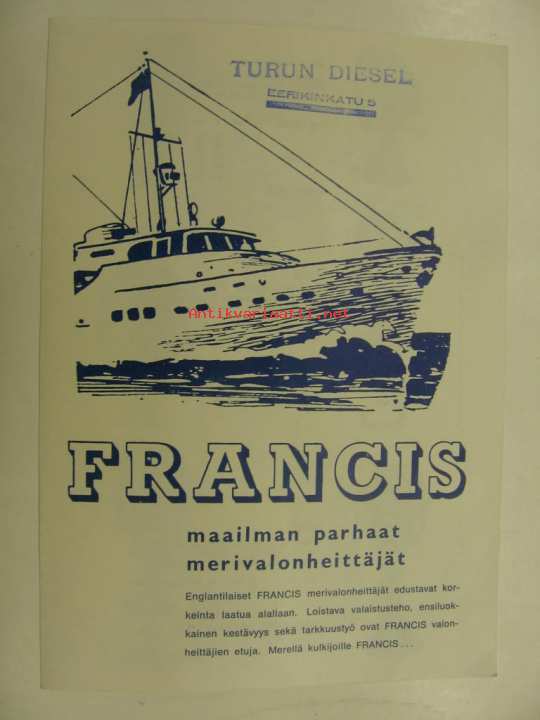 TURUN DIESEL
EERIKINKATU 5
Antikvariaatti.net
FRANCIS
maailman parhaat
merivalonheittäjät
Englantilaiset FRANCIS merivalonheittäjät edustavat kor-
keinta laatua alallaan. Loistava valaistusteho, ensiluok-
kainen kestävyys sekä tarkkuustyö ovat FRANCIS valon-
heittäjien etuja. Merellä kulkijoille FRANCIS...